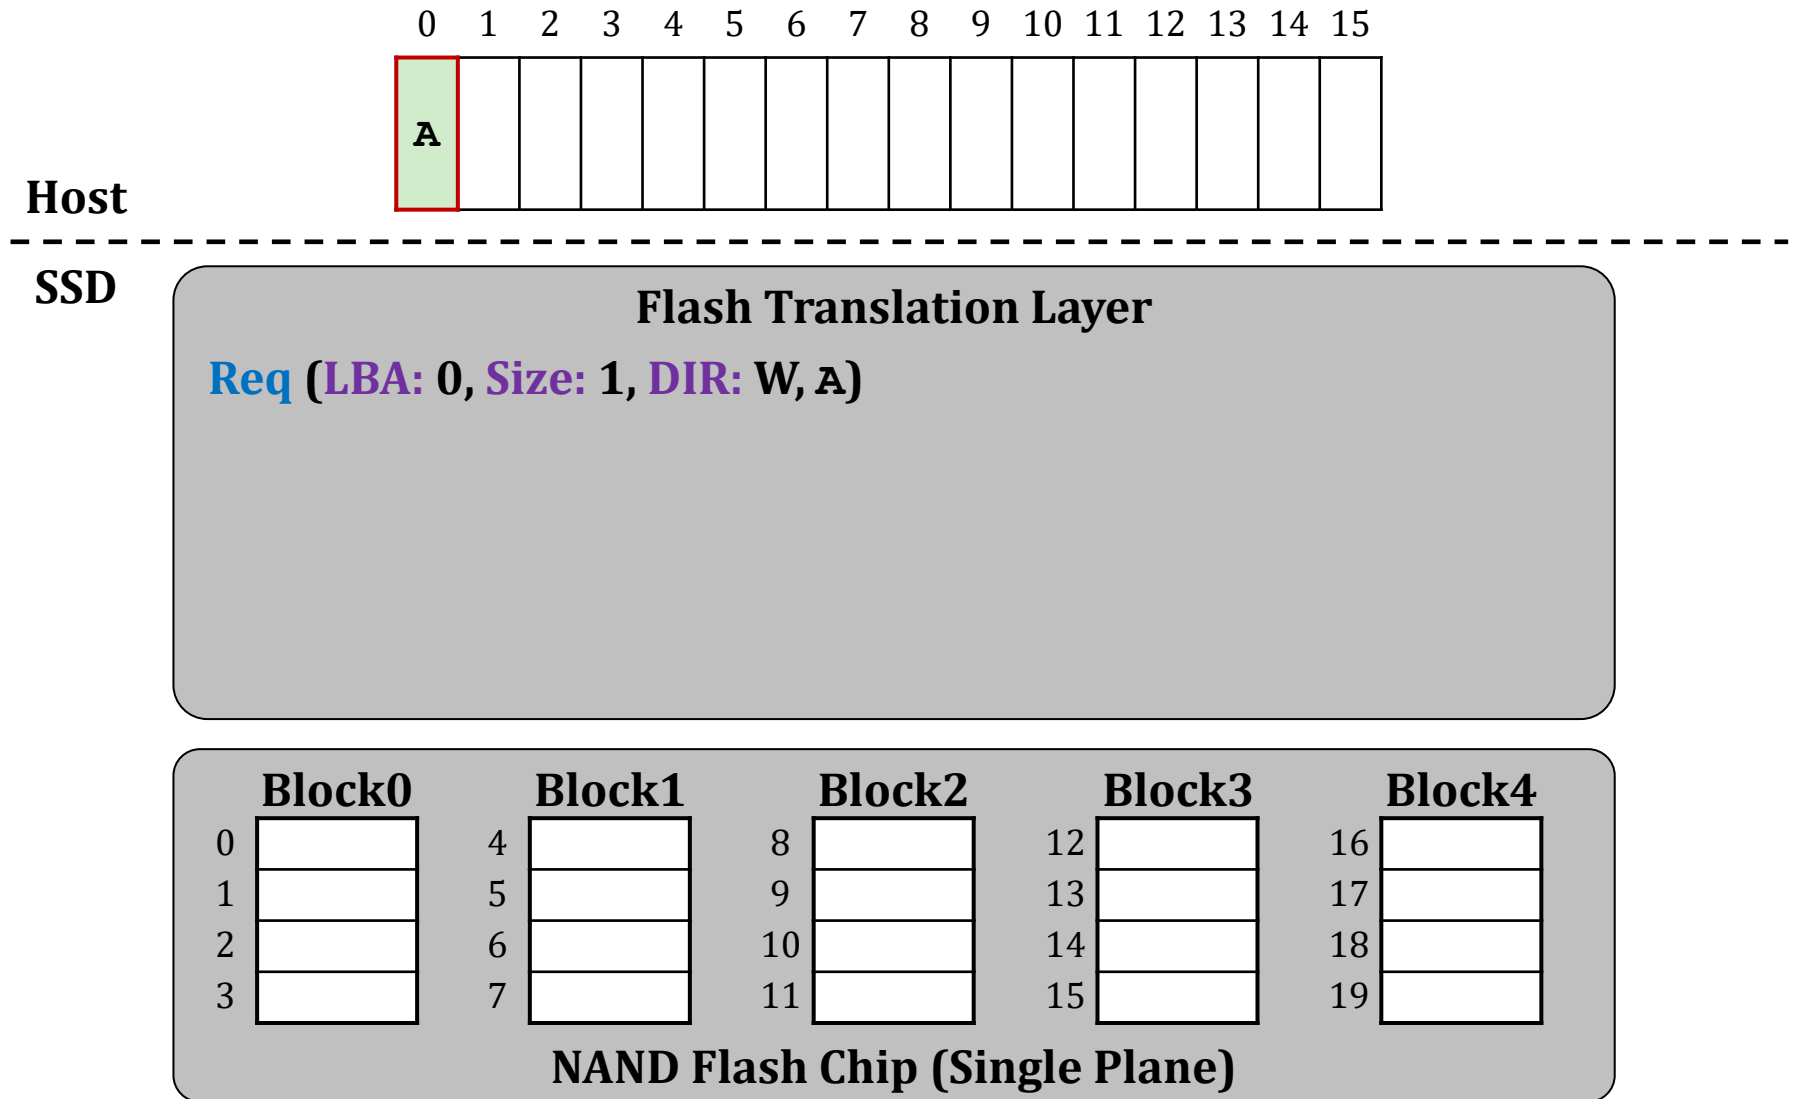 0 1 2 3 4 5 6 7 8 9 10 11 12 13 14 15
A
Host
SSD
Flash Translation Layer
Req (LBA: 0, Size: 1, DIR: W, A)
Block0 Block1 Block2 Block3 Block4
0 4 8 12 16
1 5 9 13 17
2 6 10 14 18
3 7 11 15 19
NAND Flash Chip (Single Plane)